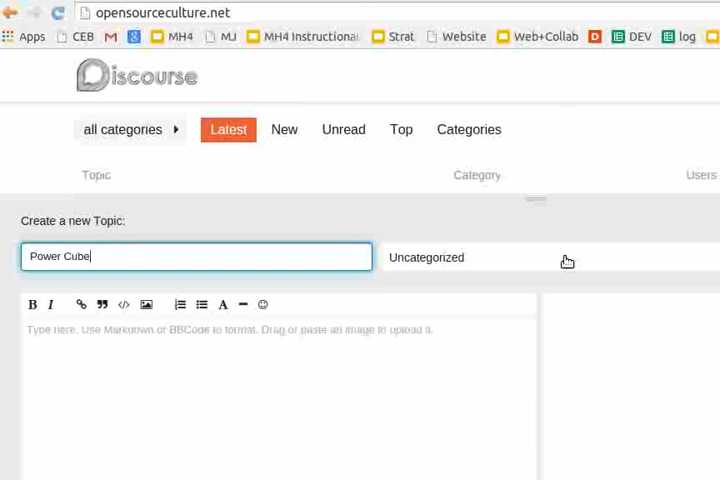 opensourceculture.net
Apps CEB MH4 MJ MH4 Instructiona Strat Website Web+Collab D DEV log
Discourse
all categories Latest New Unread Top Categories
Topic Category Users
Create a new Topic:
Power Cube Uncategorized
B I A
Type here. Use Markdown or BBCode to format. Drag or paste an image to upload it.